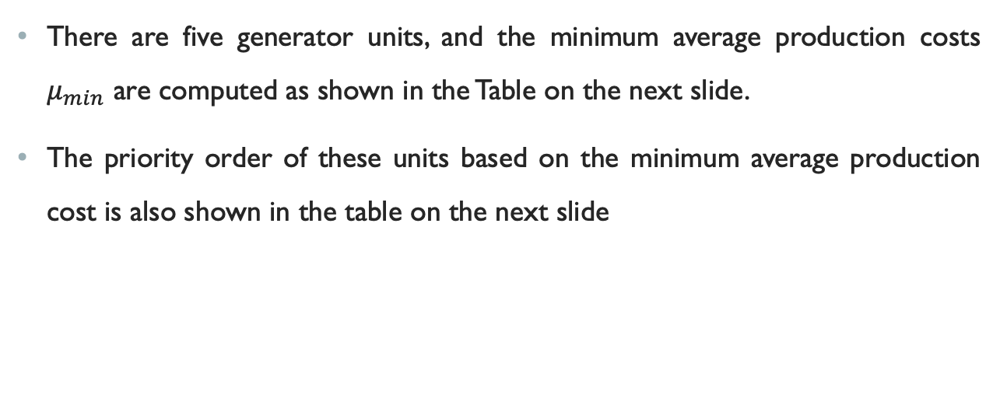 • There are five generator units, and the minimum average production costs
μmin are computed as shown in the Table on the next slide.
• The priority order of these units based on the minimum average production
cost is also shown in the table on the next slide